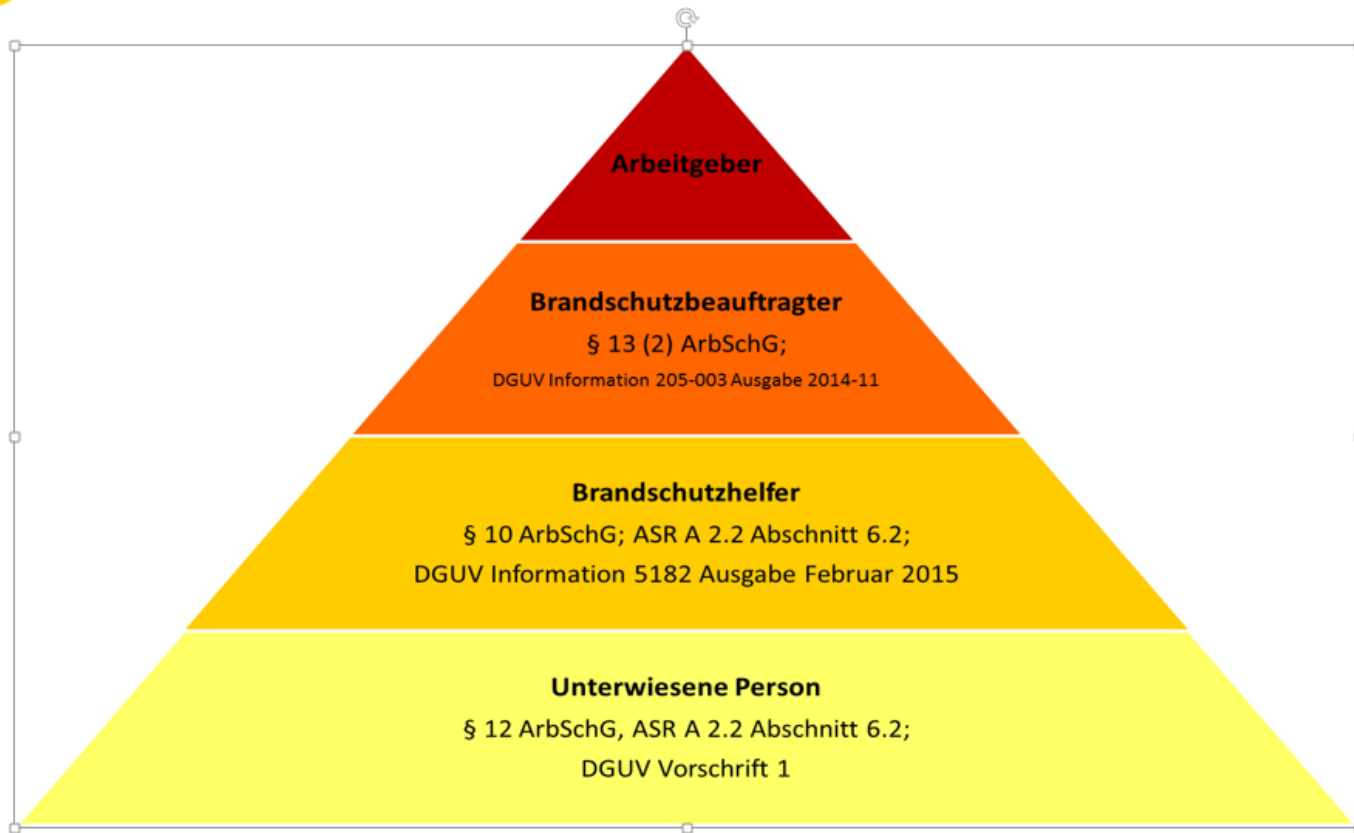 Arbeitgeber
Brandschutzbeauftragter
§ 13 (2) ArbSchG;
DGUV Information 205-003 Ausgabe 2014-11
Brandschutzhelfer
§ 10 ArbSchG; ASR A 2.2 Abschnitt 6.2;
DGUV Information 5182 Ausgabe Februar 2015
Unterwiesene Person
§ 12 ArbSchG, ASR A 2.2 Abschnitt 6.2;
DGUV Vorschrift 1